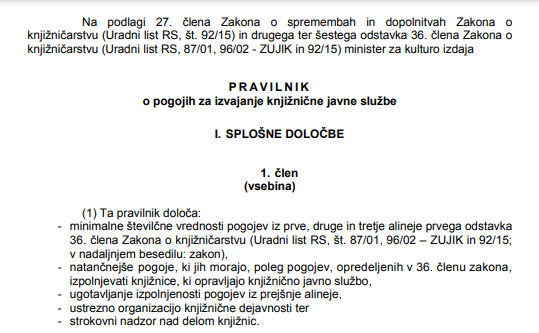 Na podlagi 27. člena Zakona o spremembah in dopolnitvah Zakona o
knjižničarstvu (Uradni list RS, št. 92/15) in drugega ter šestega odstavka 36. člena Zakona o
knjižničarstvu (Uradni list RS, 87/01, 96/02 - ZUJIK in 92/15) minister za kulturo izdaja
P R A V I L N I K
o pogojih za izvajanje knjižnične javne službe
I. SPLOŠNE DOLOČBE
1. člen
(vsebina)
(1) Ta pravilnik določa:
- minimalne številčne vrednosti pogojev iz prve, druge in tretje alineje prvega odstavka
36. člena Zakona o knjižničarstvu (Uradni list RS, št. 87/01, 96/02 – ZUJIK in 92/15;
v nadaljnjem besedilu: zakon),
- natančnejše pogoje, ki jih morajo, poleg pogojev, opredeljenih v 36. členu zakona,
izpolnjevati knjižnice, ki opravljajo knjižnično javno službo,
- ugotavljanje izpolnjenosti pogojev iz prejšnje alineje,
- ustrezno organizacijo knjižnične dejavnosti ter
- strokovni nadzor nad delom knjižnic.